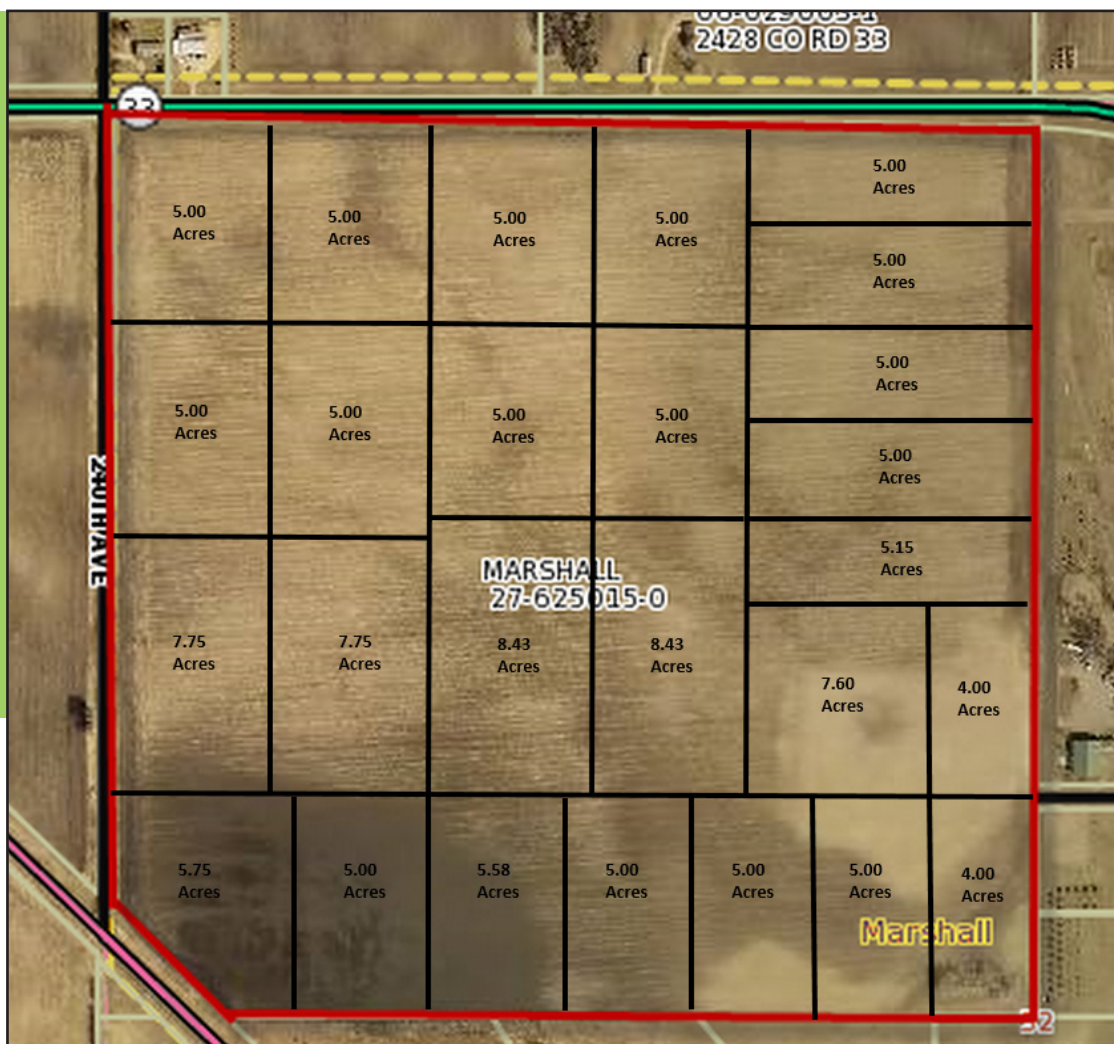 2428 CO RD 33
33
5.00
Acres
5.00
Acres
5.00
Acres
5.00
Acres
5.00
Acres
5.00
Acres
5.00
Acres
5.00
Acres
5.00
Acres
5.00
Acres
5.00
Acres
5.00
Acres
240TH AVE
5.15
Acres
MARSHALL
27-625015-0
7.75
Acres
7.75
Acres
8.43
Acres
8.43
Acres
7.60
Acres
4.00
Acres
5.75
Acres
5.00
Acres
5.58
Acres
5.00
Acres
5.00
Acres
5.00
Acres
4.00
Acres
Marshall
32